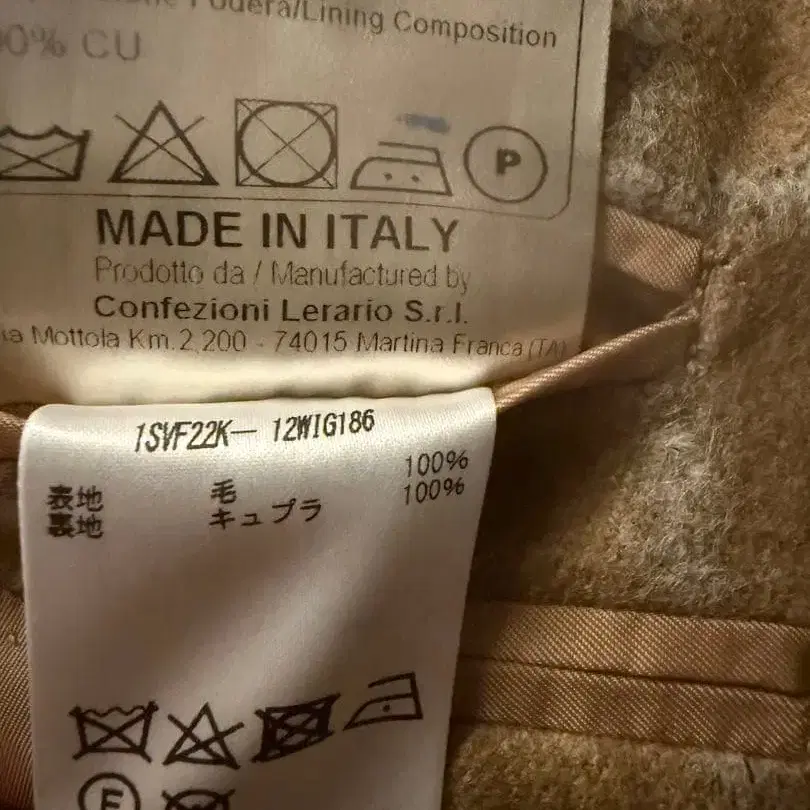 Fodera/Lining Composition
CU
P
MADE IN ITALY
Prodotto da / Manufactured by
Confezioni Lerario S.r.l.
Mottola Km.2,200 - 74015 Martina Franca (TA)
1SVF22K- 12WIG186
表地 毛 100%
裏地 キュプラ 100%